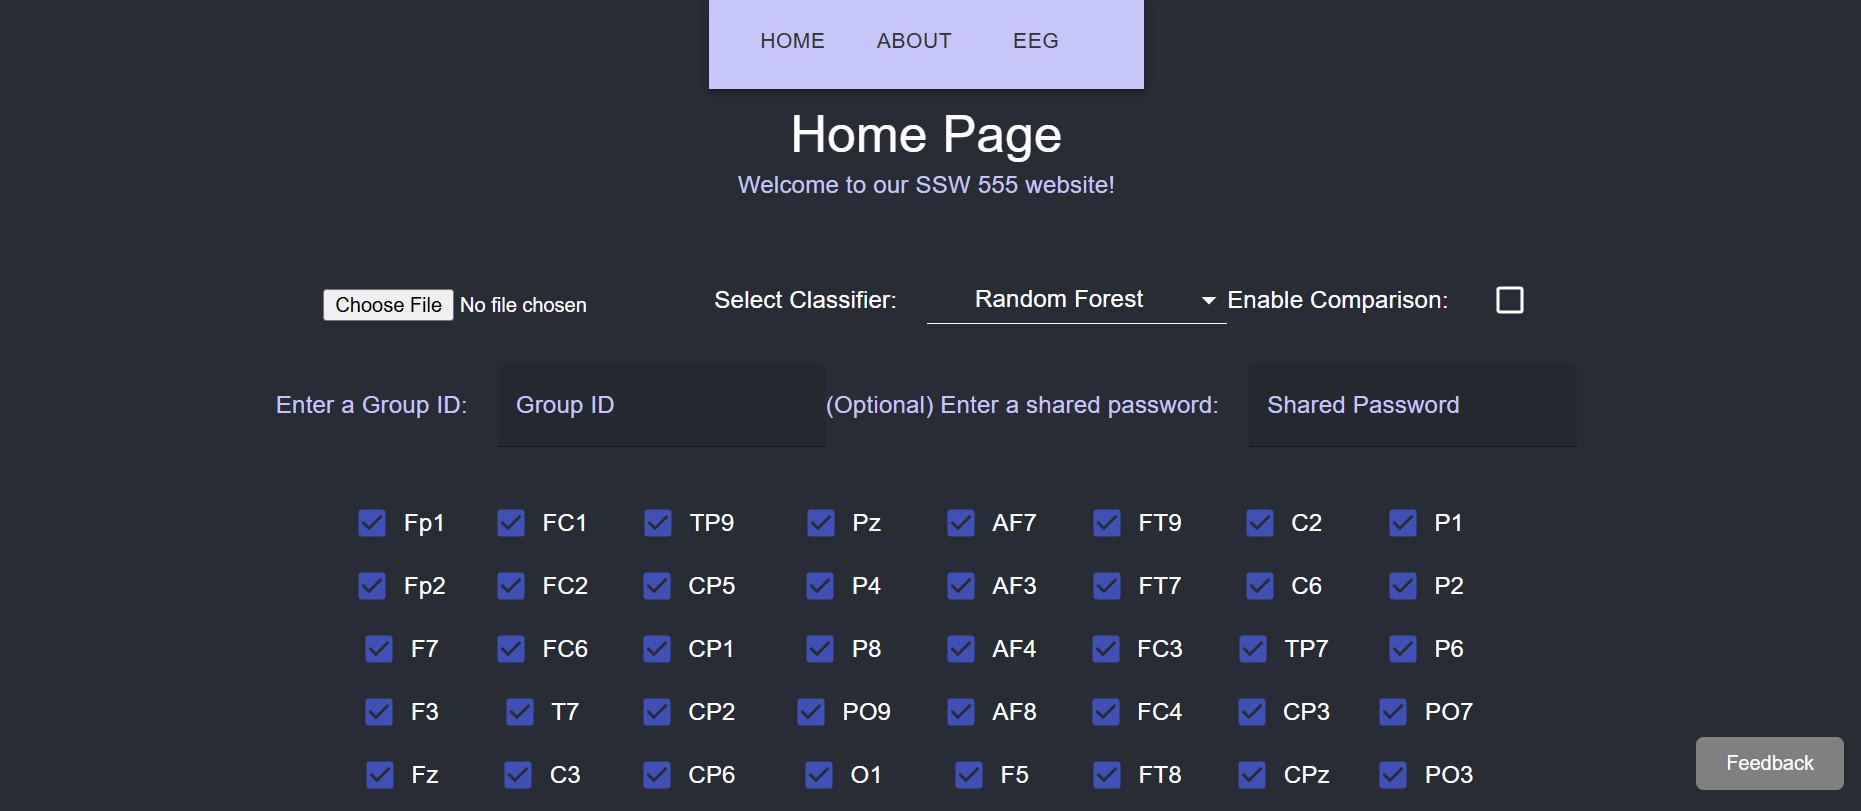 HOME ABOUT EEG
Home Page
Welcome to our SSW 555 website!
Choose File No file chosen Select Classifier: Random Forest Enable Comparison:
Enter a Group ID: Group ID (Optional) Enter a shared password: Shared Password
Fp1 FC1 TP9 Pz AF7 FT9 C2 P1
Fp2 FC2 CP5 P4 AF3 FT7 C6 P2
F7 FC6 CP1 P8 AF4 FC3 TP7 P6
F3 T7 CP2 PO9 AF8 FC4 CP3 PO7
Fz C3 CP6 O1 F5 FT8 CPz PO3
Feedback